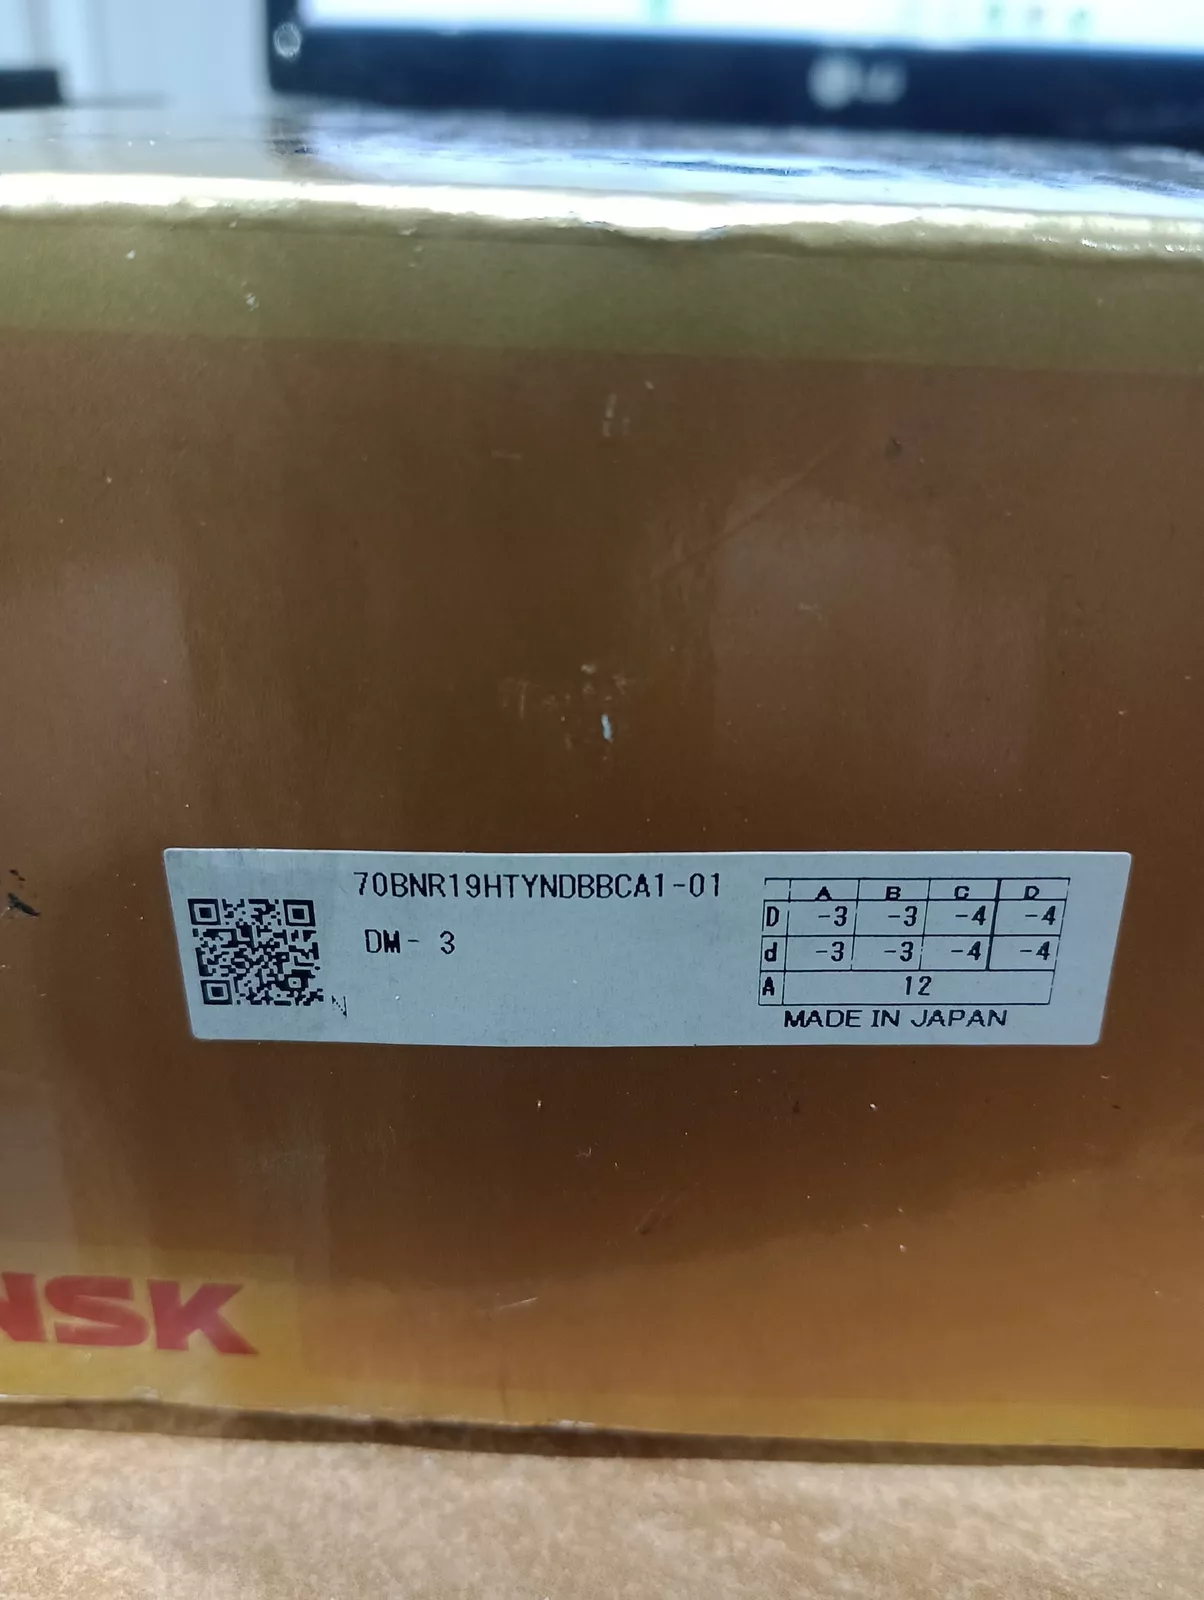 LG
70BNR19HTYNDBBCA1-01
DM- 3
A B C D
D -3 -3 -4 -4
d -3 -3 -4 -4
A 12
MADE IN JAPAN
N
NSK